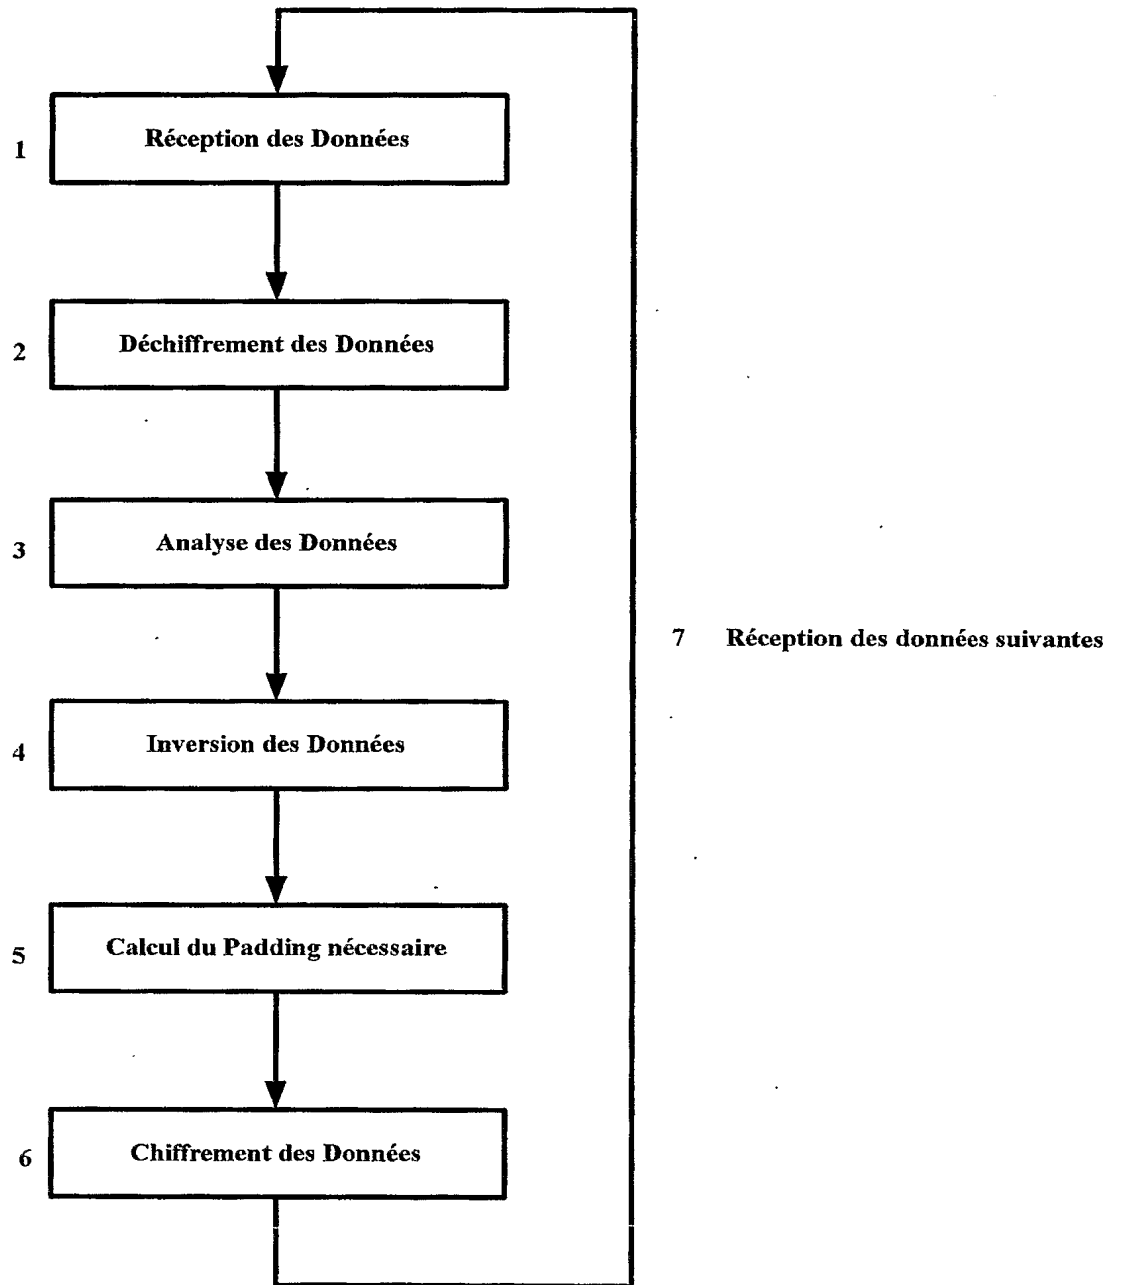 1 Réception des Données
2 Déchiffrement des Données
3 Analyse des Données
7 Réception des données suivantes
4 Inversion des Données
5 Calcul du Padding nécessaire
6 Chiffrement des Données